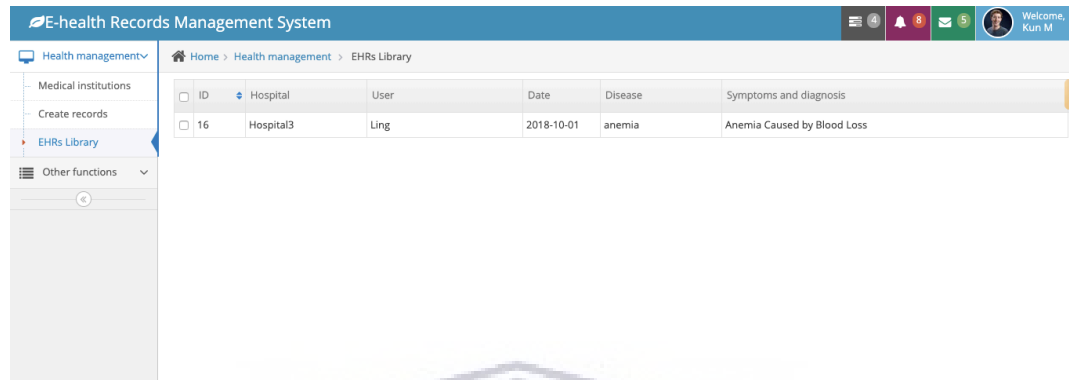 E-health Records Management System
4
8
5
Welcome,
Kun M
Health management
Home > Health management > EHRs Library
Medical institutions
Create records
EHRs Library
Other functions
ID Hospital User Date Disease Symptoms and diagnosis
16 Hospital3 Ling 2018-10-01 anemia Anemia Caused by Blood Loss